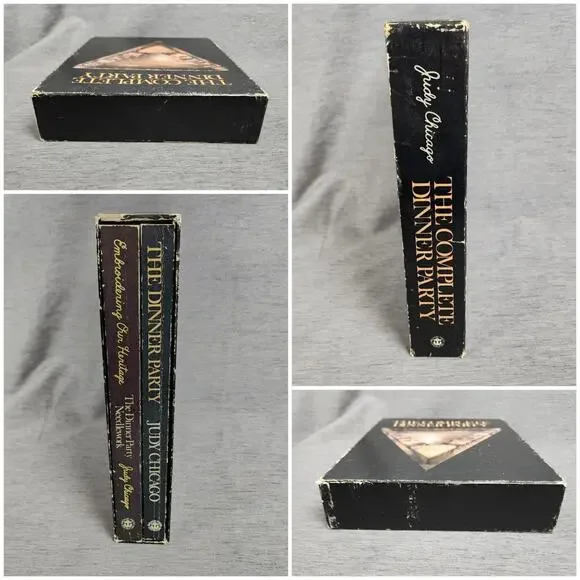 THE COMPLETE
DINNER PARTY
Judy Chicago
THE COMPLETE
DINNER PARTY
Embroidering Our Heritage
The Dinner Party
Needlework
Judy Chicago
THE DINNER PARTY
JUDY CHICAGO